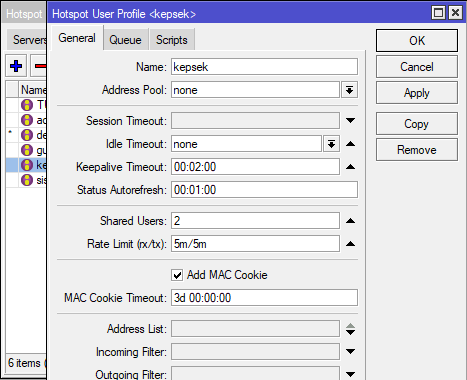 Hotspot
Hotspot User Profile <kepsek>
Servers
General
Queue
Scripts
OK
Cancel
Apply
Copy
Remove
Name: kepsek
Address Pool: none
Session Timeout:
Idle Timeout: none
Keepalive Timeout: 00:02:00
Status Autorefresh: 00:01:00
Shared Users: 2
Rate Limit (rx/tx): 5m/5m
Add MAC Cookie
MAC Cookie Timeout: 3d 00:00:00
Address List:
Incoming Filter:
Outgoing Filter:
Name
* de
gu
ke
sis
6 items (